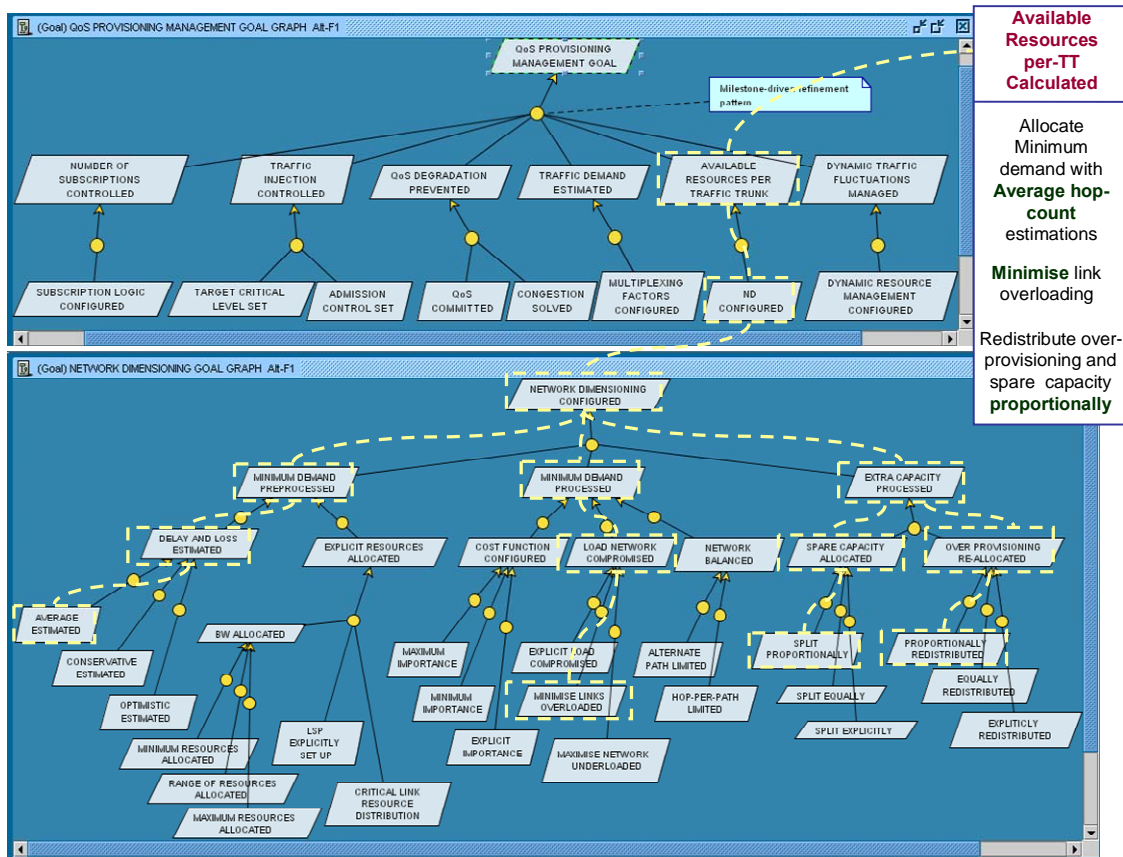 (Goal) QoS PROVISIONING MANAGEMENT GOAL GRAPH Alt-F1
QoS PROVISIONING
MANAGEMENT GOAL
Milestone-driven refinement
pattern
NUMBER OF
SUBSCRIPTIONS
CONTROLLED
TRAFFIC
INJECTION
CONTROLLED
QoS DEGRADATION
PREVENTED
TRAFFIC DEMAND
ESTIMATED
AVAILABLE
RESOURCES PER
TRAFFIC TRUNK
DYNAMIC TRAFFIC
FLUCTUATIONS
MANAGED
SUBSCRIPTION LOGIC
CONFIGURED
TARGET CRITICAL
LEVEL SET
ADMISSION
CONTROL SET
QoS
COMMITTED
CONGESTION
SOLVED
MULTIPLEXING
FACTORS
CONFIGURED
ND
CONFIGURED
DYNAMIC RESOURCE
MANAGEMENT
CONFIGURED
Available
Resources
per-TT
Calculated
Allocate
Minimum
demand with
Average hop-
count
estimations
Minimise link
overloading
Redistribute over-
provisioning and
spare capacity
proportionally
(Goal) NETWORK DIMENSIONING GOAL GRAPH Alt-F1
NETWORK DIMENSIONING
CONFIGURED
MINIMUM DEMAND
PREPROCESSED
MINIMUM DEMAND
PROCESSED
EXTRA CAPACITY
PROCESSED
DELAY AND LOSS
ESTIMATED
EXPLICIT RESOURCES
ALLOCATED
COST FUNCTION
CONFIGURED
LOAD NETWORK
COMPROMISED
NETWORK
BALANCED
SPARE CAPACITY
ALLOCATED
OVER PROVISIONING
RE-ALLOCATED
AVERAGE
ESTIMATED
CONSERVATIVE
ESTIMATED
OPTIMISTIC
ESTIMATED
BW ALLOCATED
MINIMUM RESOURCES
ALLOCATED
RANGE OF RESOURCES
ALLOCATED
MAXIMUM RESOURCES
ALLOCATED
LSP
EXPLICITLY
SET UP
CRITICAL LINK
RESOURCE
DISTRIBUTION
MAXIMUM
IMPORTANCE
MINIMUM
IMPORTANCE
EXPLICIT
IMPORTANCE
EXPLICIT LOAD
COMPROMISED
MINIMISE LINKS
OVERLOADED
MAXIMISE NETWORK
UNDERLOADED
ALTERNATE
PATH LIMITED
HOP-PER-PATH
LIMITED
SPLIT
PROPORTIONALLY
SPLIT EQUALLY
SPLIT EXPLICITLY
PROPORTIONALLY
REDISTRIBUTED
EQUALLY
REDISTRIBUTED
EXPLITICLY
REDISTRIBUTED